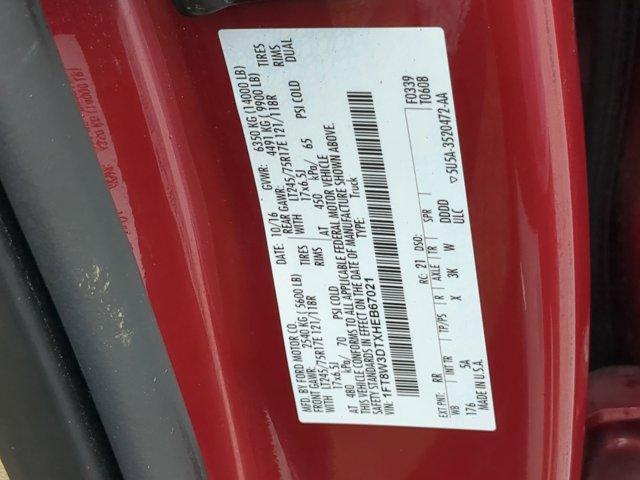 MFD. BY FORD MOTOR CO.
DATE: 10/16 GVWR: 6350 KG (14000 LB)
FRONT GAWR: 2540 KG (5600 LB) REAR GAWR: 4491 KG (9900 LB)
LT245/75R17E 121/118R WITH LT245/75R17E 121/118R TIRES
17x6.5J TIRES RIMS WITH 17x6.5J RIMS
AT 480 kPa/ 70 PSI COLD AT 450 kPa/ 65 PSI COLD DUAL
THIS VEHICLE CONFORMS TO ALL APPLICABLE FEDERAL MOTOR VEHICLE
SAFETY STANDARDS IN EFFECT ON THE DATE OF MANUFACTURE SHOWN ABOVE.
VIN: 1FT8W3DTXHEB67021 TYPE: Truck
F0339
T0608
EXT PNT: RR RC: 21 DSO:
WB INTTR TP/PS R AXLE TR SPR
176 5A X 3K W DDDD
MADE IN U.S.A. ULC ▽5U5A-3520472-AA